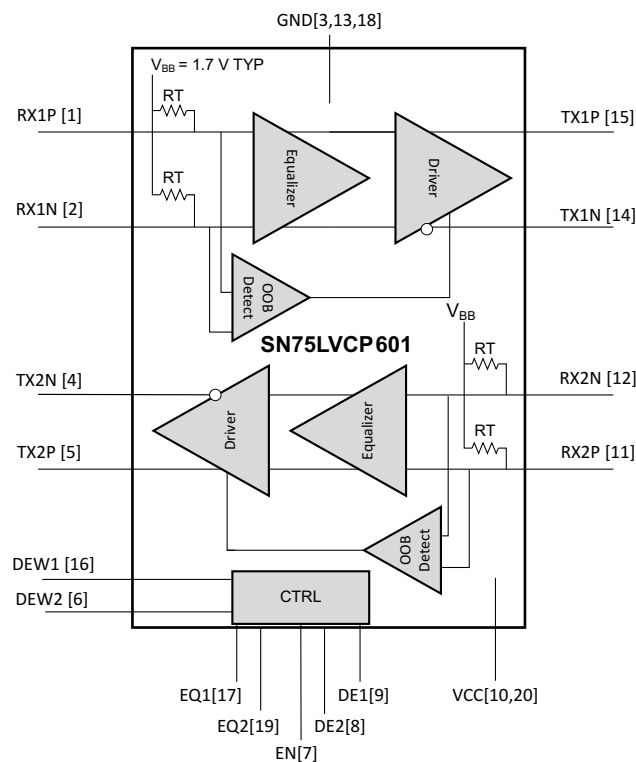 GND[3,13,18]
VBB = 1.7 V TYP
RT
RX1P [1]
TX1P [15]
Equalizer
Driver
RT
RX1N [2]
TX1N [14]
OOB
Detect
SN75LVCP601
VBB
RT
TX2N [4]
RX2N [12]
Driver
Equalizer
RT
TX2P [5]
RX2P [11]
OOB
Detect
DEW1 [16]
DEW2 [6]
CTRL
EQ1[17]
DE1[9]
VCC[10,20]
EQ2[19]
DE2[8]
EN[7]